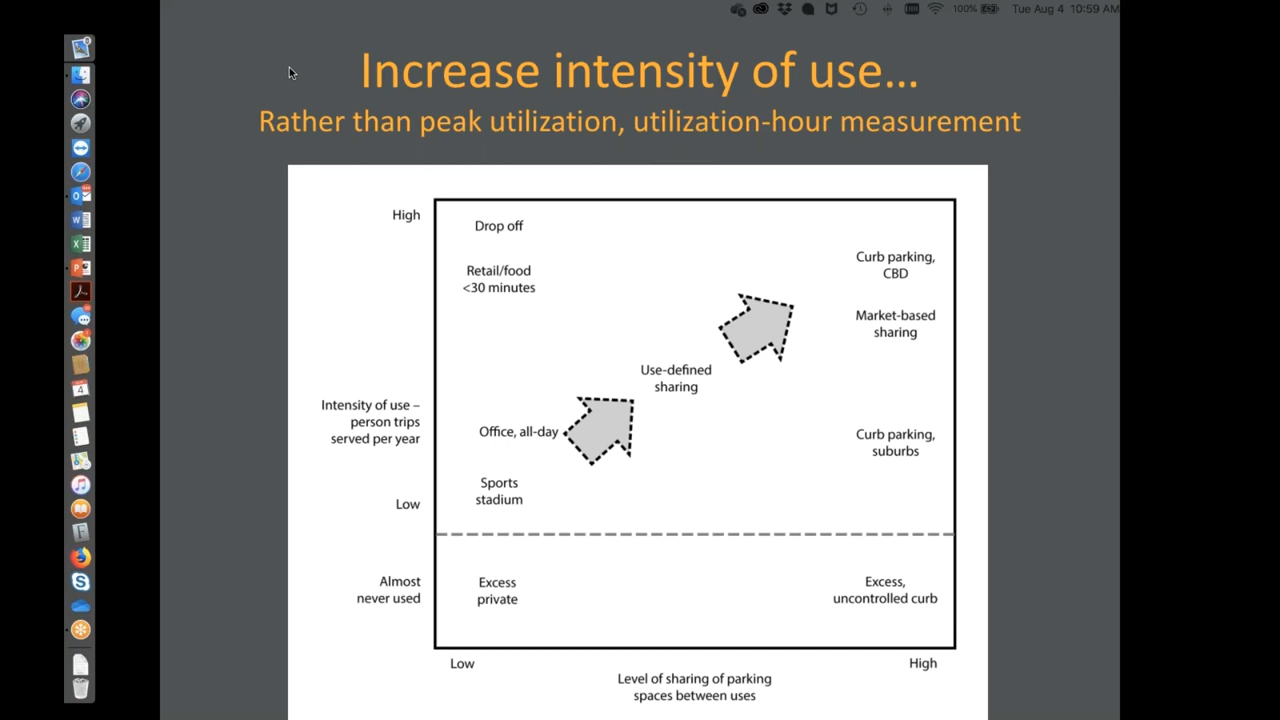 100% Tue Aug 4 10:59 AM
Increase intensity of use...
Rather than peak utilization, utilization-hour measurement
High
Drop off
Retail/food
<30 minutes
Curb parking,
CBD
Market-based
sharing
Use-defined
sharing
Intensity of use –
person trips
served per year
Office, all-day
Curb parking,
suburbs
Sports
stadium
Low
Almost
never used
Excess
private
Excess,
uncontrolled curb
Low
High
Level of sharing of parking
spaces between uses